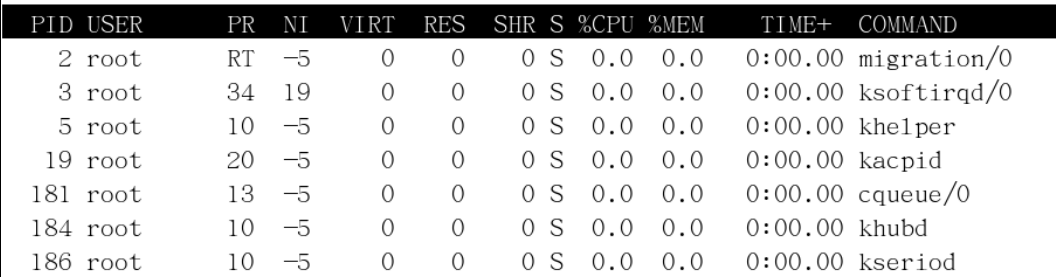 PID USER PR NI VIRT RES SHR S %CPU %MEM TIME+ COMMAND
2 root RT −5 0 0 0 S 0.0 0.0 0:00.00 migration/0
3 root 34 19 0 0 0 S 0.0 0.0 0:00.00 ksoftirqd/0
5 root 10 −5 0 0 0 S 0.0 0.0 0:00.00 khelper
19 root 20 −5 0 0 0 S 0.0 0.0 0:00.00 kacpid
181 root 13 −5 0 0 0 S 0.0 0.0 0:00.00 cqueue/0
184 root 10 −5 0 0 0 S 0.0 0.0 0:00.00 khubd
186 root 10 −5 0 0 0 S 0.0 0.0 0:00.00 kseriod